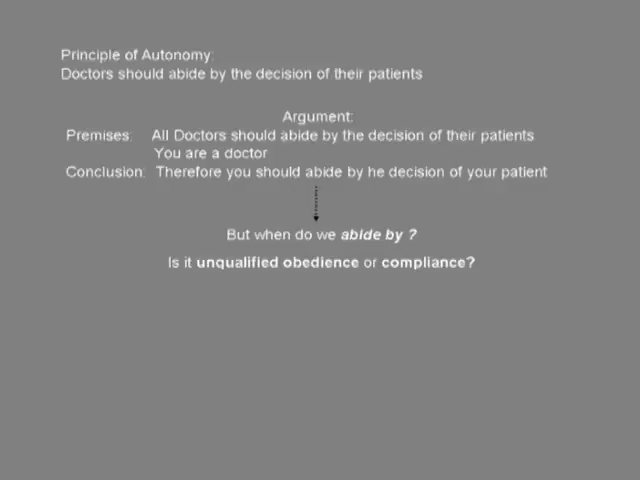 Principle of Autonomy:
Doctors should abide by the decision of their patients
Argument:
Premises: All Doctors should abide by the decision of their patients
You are a doctor
Conclusion: Therefore you should abide by he decision of your patient
But when do we abide by ?
Is it unqualified obedience or compliance?